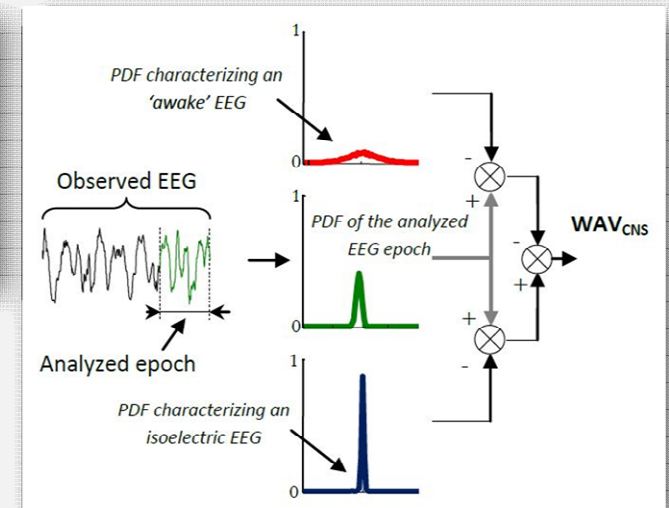 1
PDF characterizing an
'awake' EEG
0
Observed EEG
1
PDF of the analyzed
EEG epoch
0
Analyzed epoch
1
PDF characterizing an
isoelectric EEG
0
-
+
-
+
+
-
WAVCNS